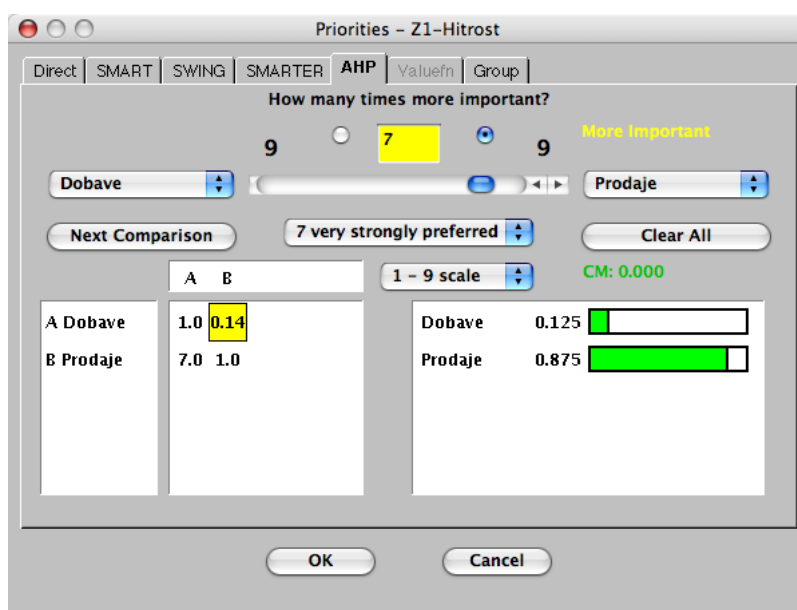 Priorities – Z1–Hitrost
Direct SMART SWING SMARTER AHP Valuefn Group
How many times more important?
9 7 9 More Important
Dobave Prodaje
Next Comparison 7 very strongly preferred Clear All
A B 1 – 9 scale CM: 0.000
A Dobave 1.0 0.14 Dobave 0.125
B Prodaje 7.0 1.0 Prodaje 0.875
OK Cancel